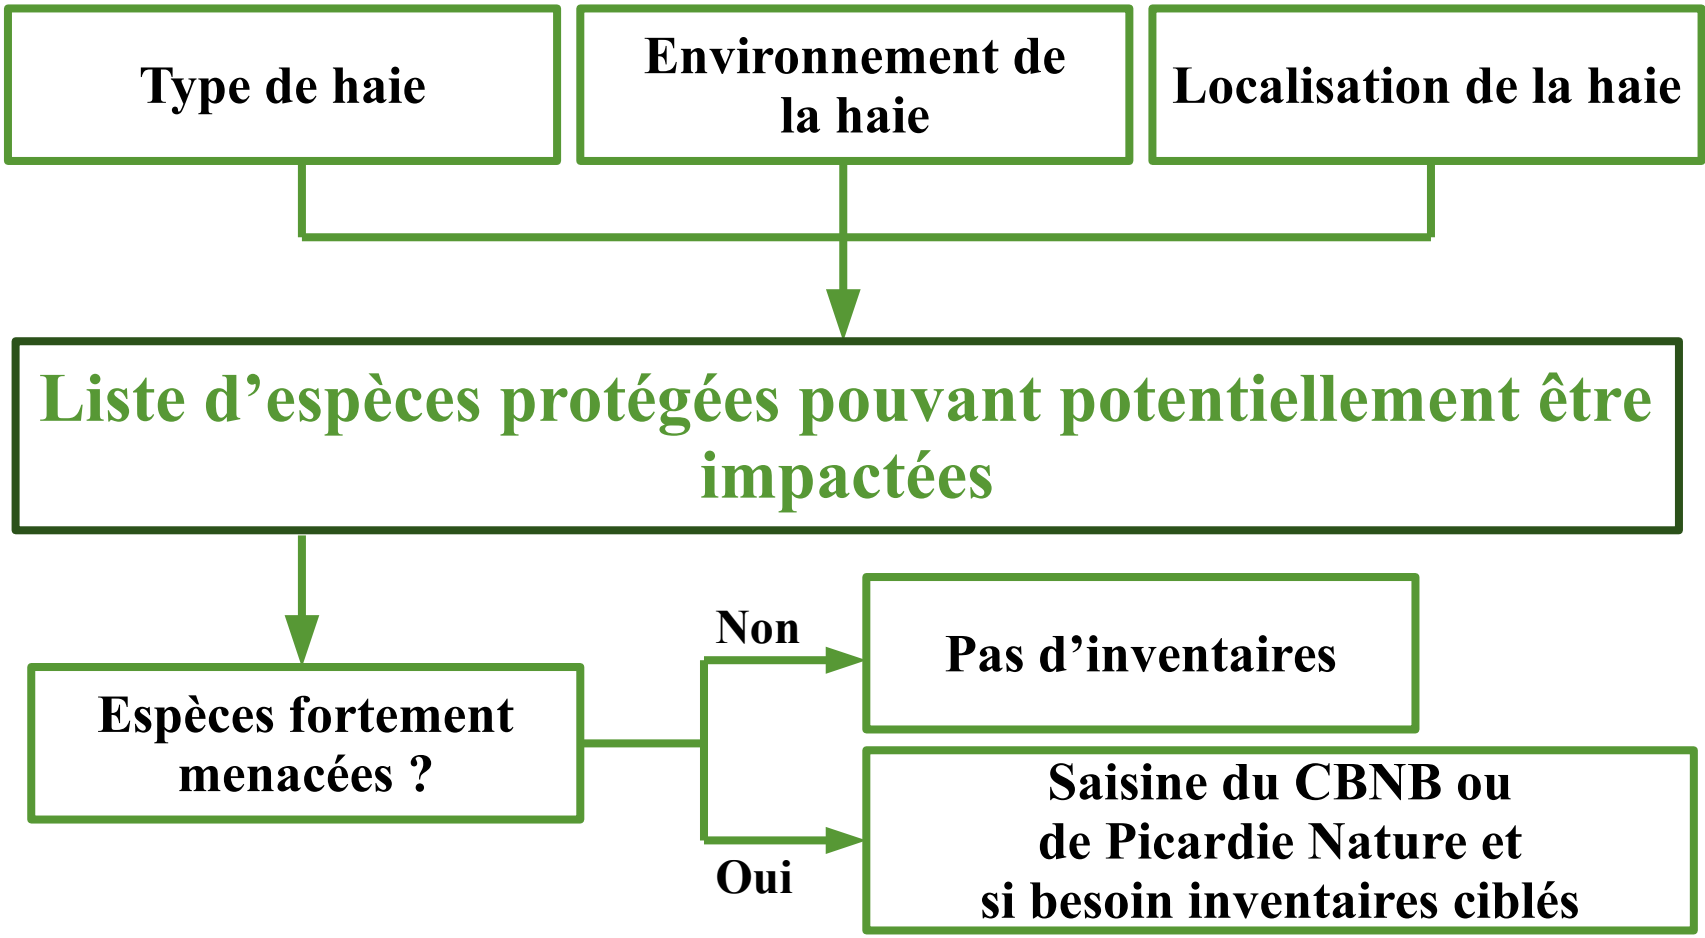 Type de haie
Environnement de
la haie
Localisation de la haie
Liste d’espèces protégées pouvant potentiellement être
impactées
Espèces fortement
menacées ?
Non
Pas d’inventaires
Oui
Saisine du CBNB ou
de Picardie Nature et
si besoin inventaires ciblés